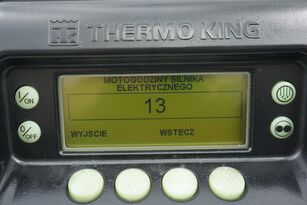 THERMO KING
MOTOGODZINY SILNIKA
ELEKTRYCZNEGO
13
WYJSCIE WSTECZ
I/ON
0/OFF